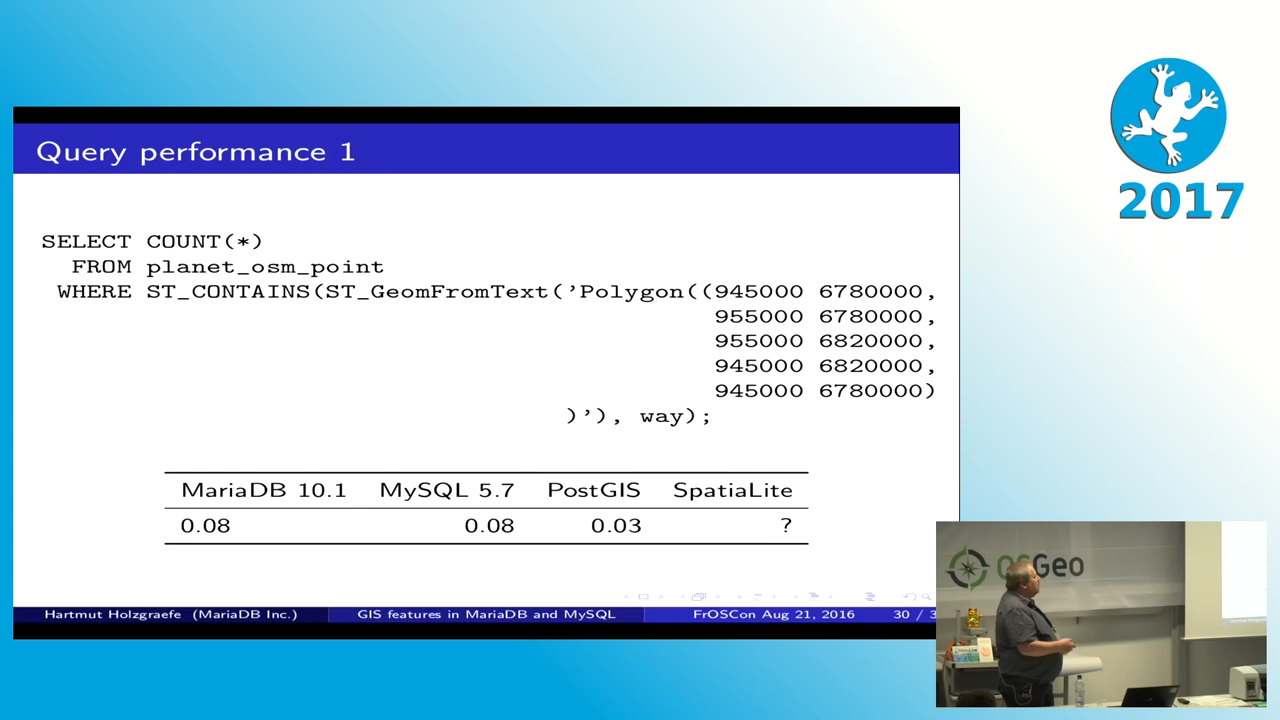 2017
Query performance 1
SELECT COUNT(*)
FROM planet_osm_point
WHERE ST_CONTAINS(ST_GeomFromText('Polygon((945000 6780000,
955000 6780000,
955000 6820000,
945000 6820000,
945000 6780000)
)'), way);
MariaDB 10.1 MySQL 5.7 PostGIS SpatiaLite
0.08 0.08 0.03 ?
Hartmut Holzgraefe (MariaDB Inc.) GIS features in MariaDB and MySQL FrOSCon Aug 21, 2016 30 / 3
OSGeo